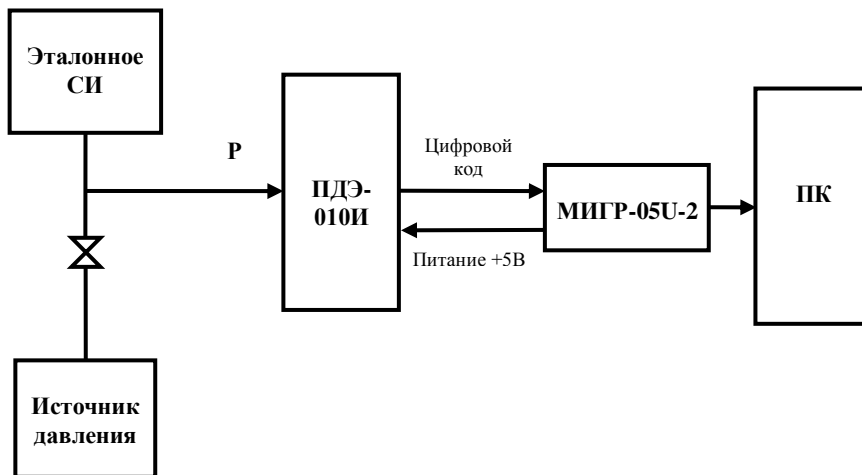 Эталонное
СИ
P
ПДЭ-
010И
Цифровой
код
Питание +5В
МИГР-05U-2
ПК
Источник
давления